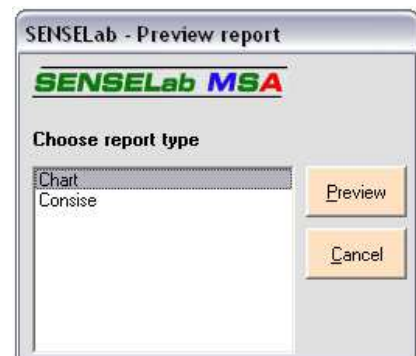 SENSELab - Preview report
SENSELab MSA
Choose report type
Chart
Consise
Preview
Cancel